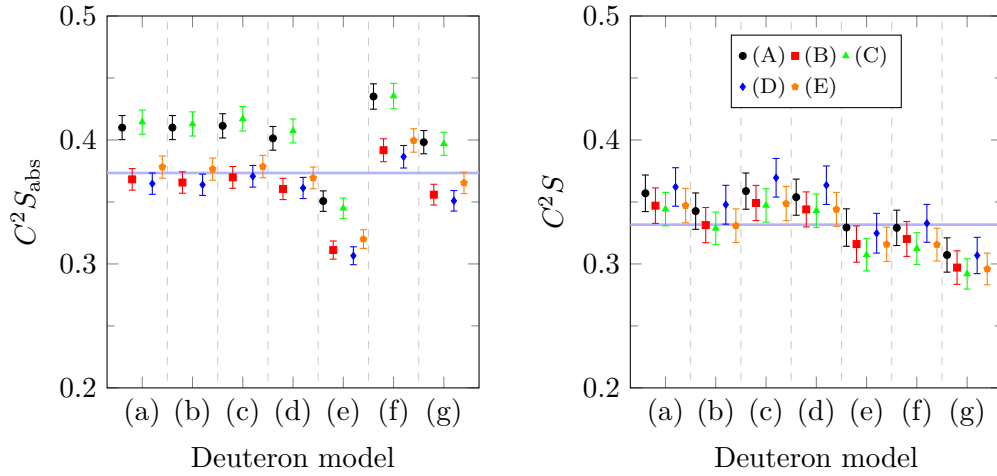 0.5
0.4
0.3
0.2
C²S_abs
(a) (b) (c) (d) (e) (f) (g)
Deuteron model
0.5
0.4
0.3
0.2
C²S
(A) (B) (C)
(D) (E)
(a) (b) (c) (d) (e) (f) (g)
Deuteron model